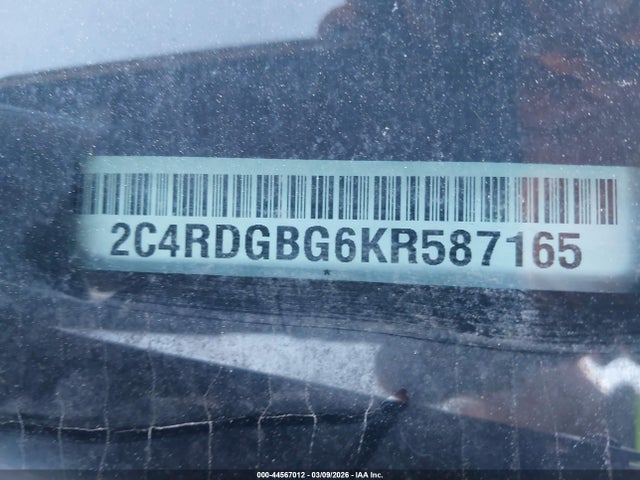 2C4RDGBG6KR587165
*
000-44567012 - 03/09/2026 - IAA Inc.